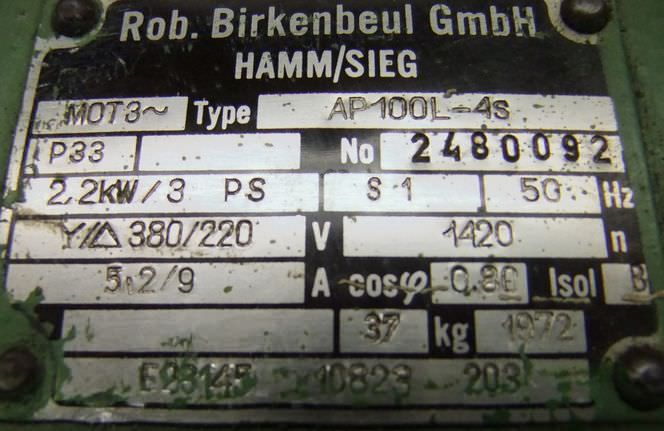 Rob. Birkenbeul GmbH
HAMM/SIEG
MOT3~ Type AP100L-4S
P33 No 2480092
2,2kW/3 PS S1 50 Hz
Y/△ 380/220 V 1420 n
5,2/9 A cosφ 0,80 Isol B
37 kg 1972
10823 203